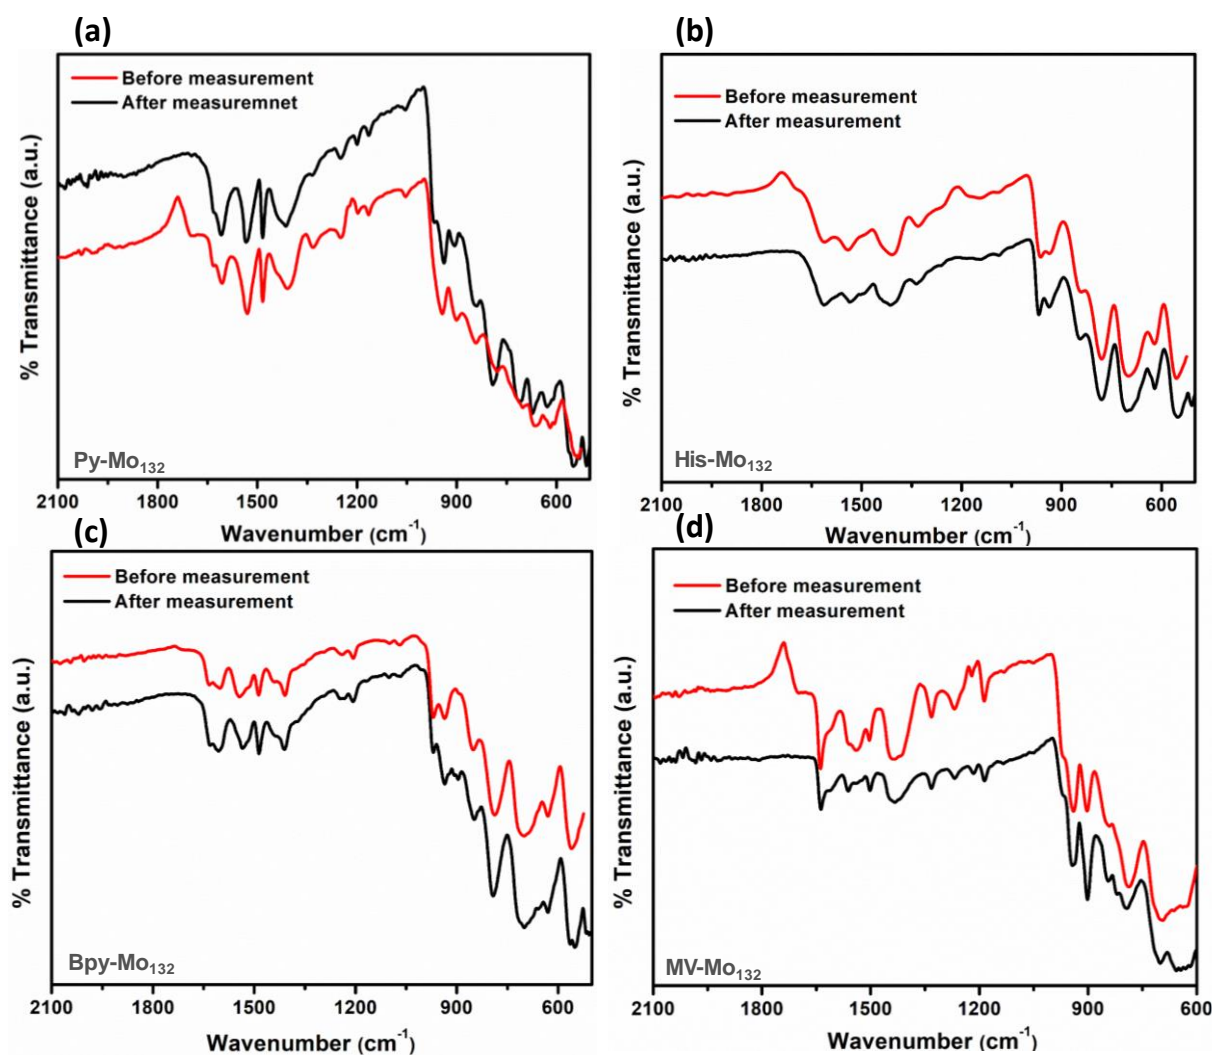 (a)
Before measurement
After measuremnet
% Transmittance (a.u.)
Py-Mo132
2100 1800 1500 1200 900 600
Wavenumber (cm-1)
(b)
Before measurement
After measurement
% Transmittance (a.u.)
His-Mo132
2100 1800 1500 1200 900 600
Wavenumber (cm-1)
(c)
Before measurement
After measurement
% Transmittance (a.u.)
Bpy-Mo132
2100 1800 1500 1200 900 600
Wavenumber (cm-1)
(d)
Before measurement
After measurement
% Transmittance (a.u.)
MV-Mo132
2100 1800 1500 1200 900 600
Wavenumber (cm-1)